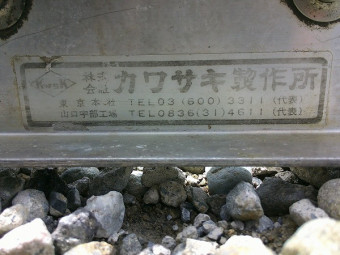 株式会社 カワサキ製作所
東京本社 TEL03(800)3311(代表)
山口宇部工場 TEL0836(31)4511(代表)